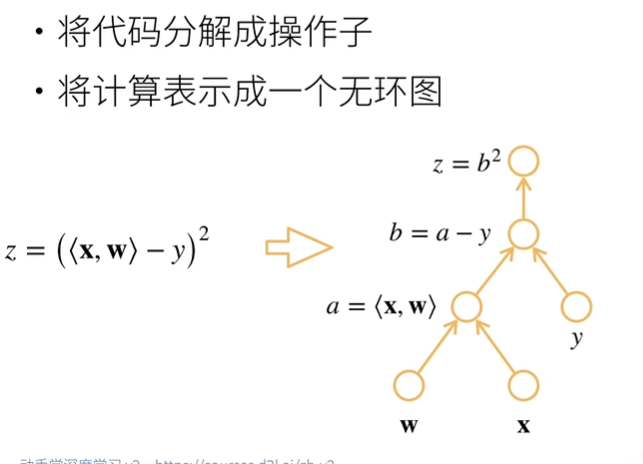 • 将代码分解成操作子
• 将计算表示成一个无环图
z = b²
b = a − y
z = (⟨x, w⟩ − y)²
a = ⟨x, w⟩
y
w x